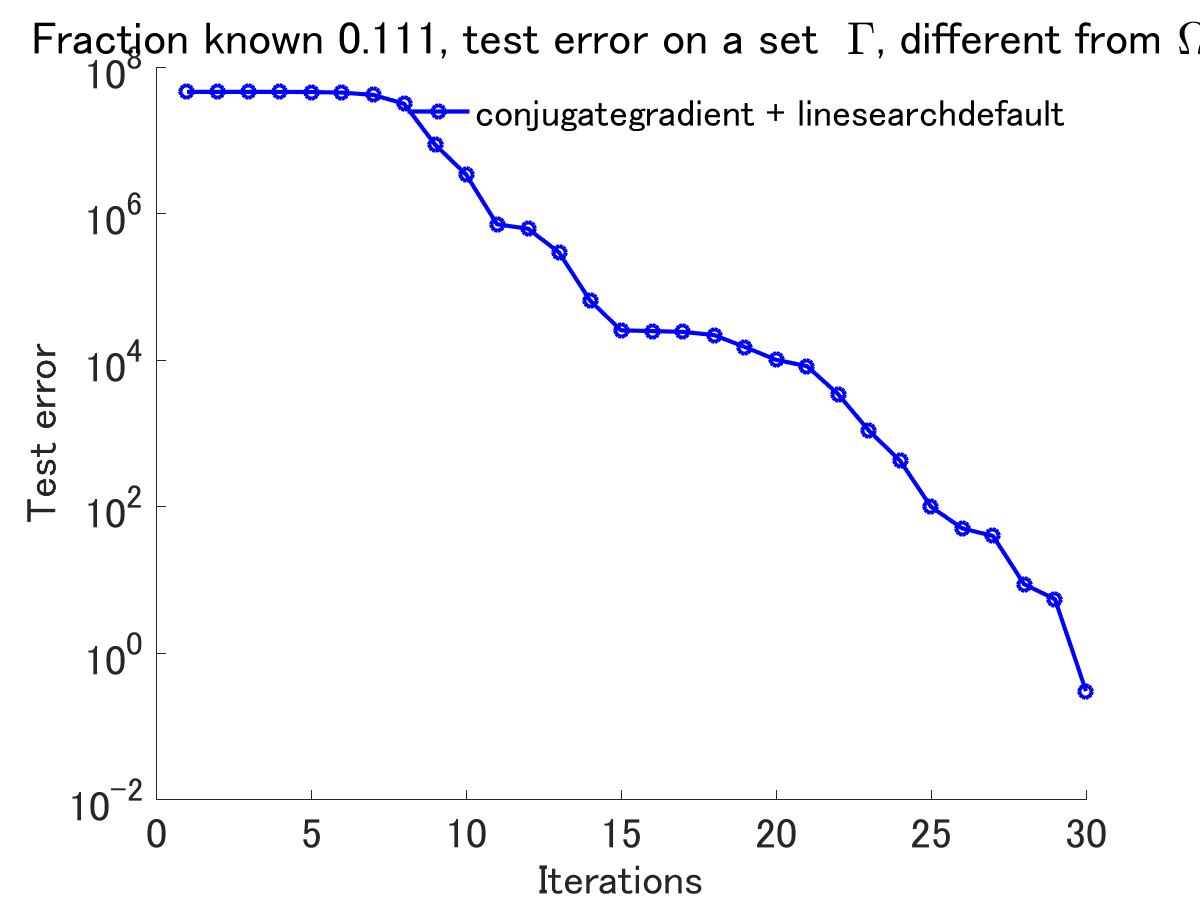 Fraction known 0.111, test error on a set Γ, different from Ω
10^8
conjugategradient + linesearchdefault
10^6
10^4
Test error
10^2
10^0
10^-2
0 5 10 15 20 25 30
Iterations